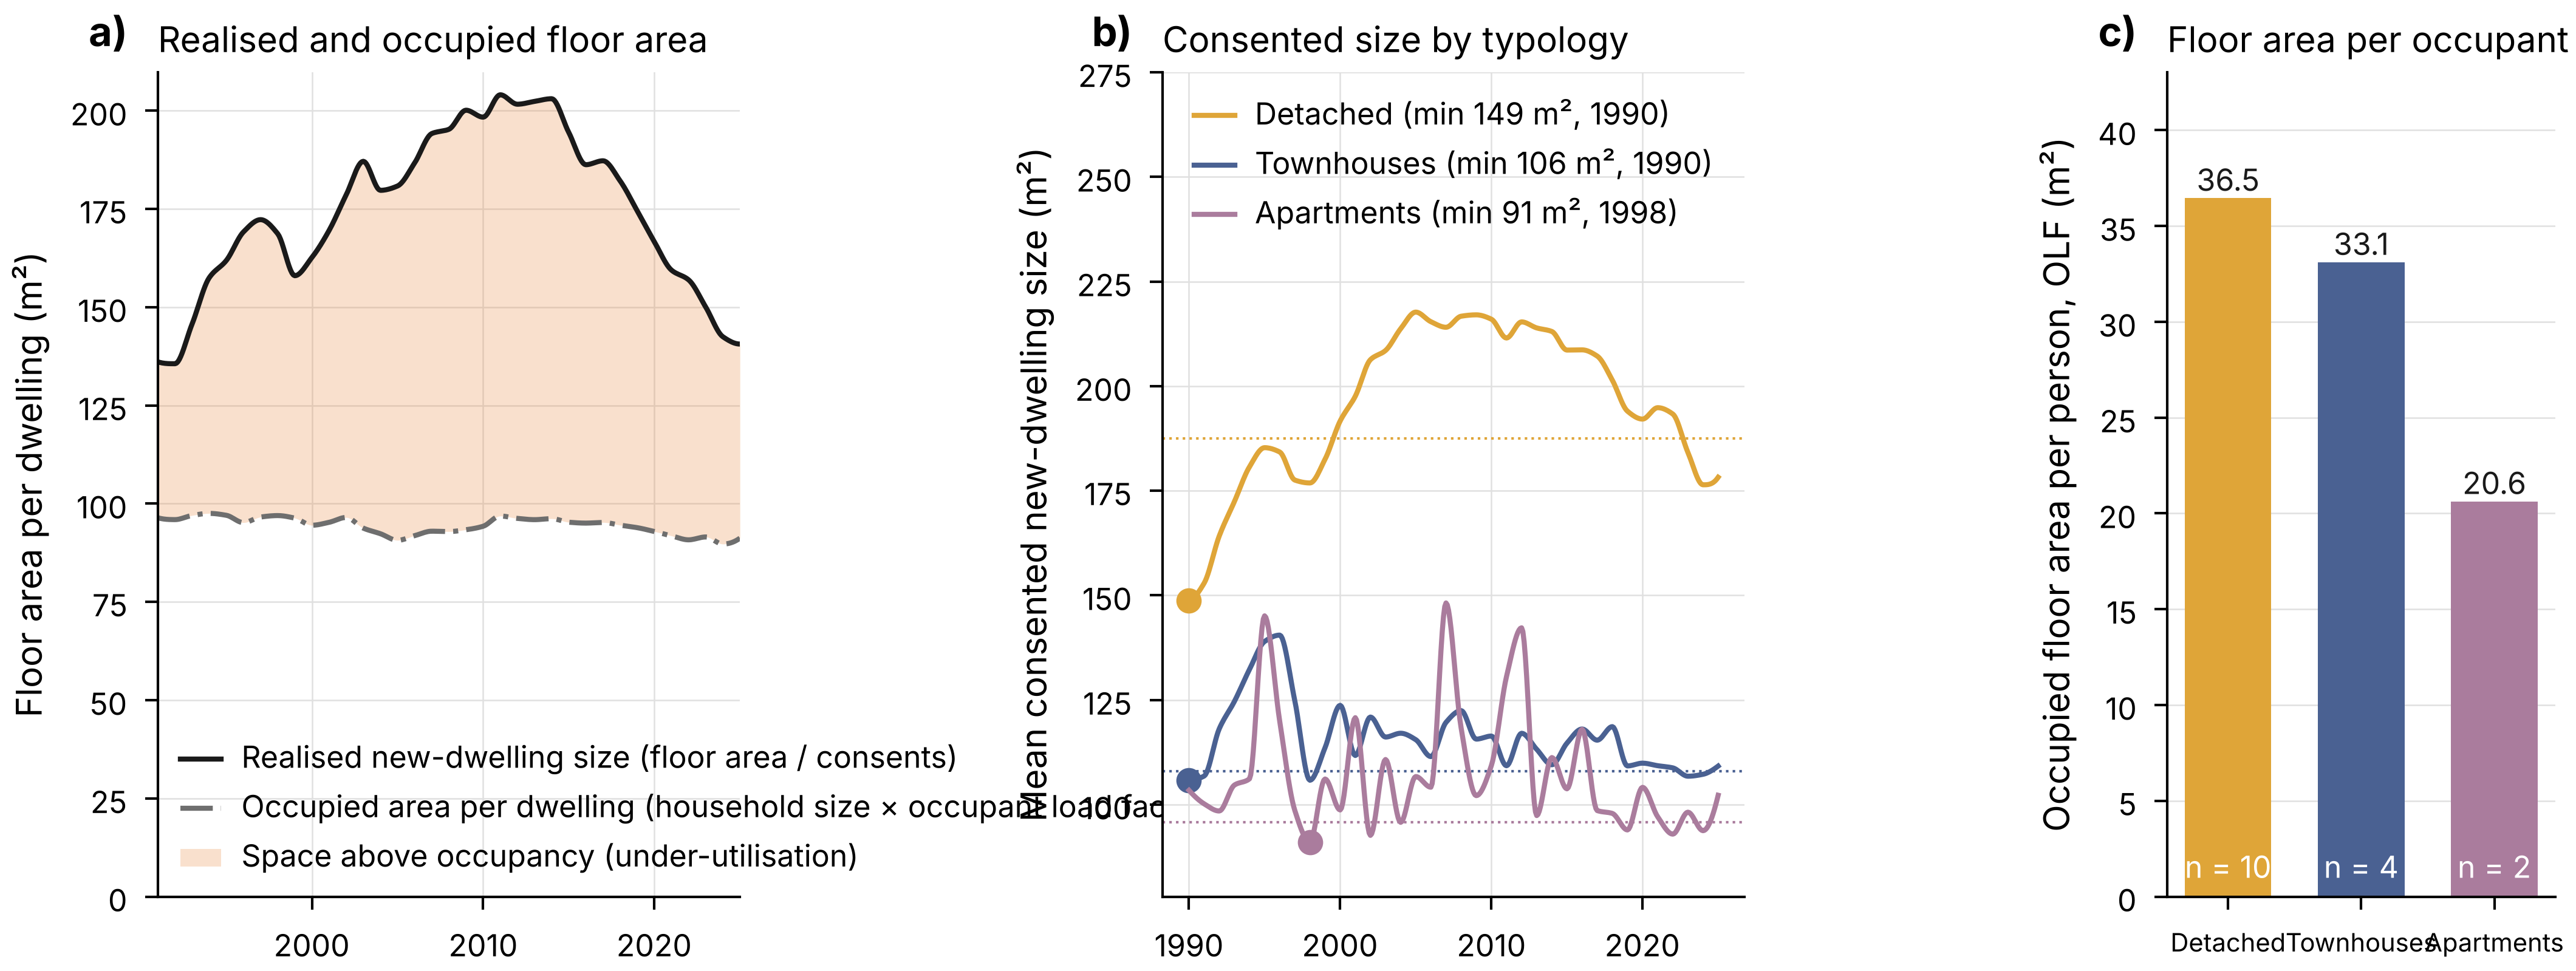 a) Realised and occupied floor area
Floor area per dwelling (m²)
200
175
150
125
100
75
50
25
0
2000
2010
2020
Realised new-dwelling size (floor area / consents)
Occupied area per dwelling (household size × occupant load fac
Space above occupancy (under-utilisation)
b) Consented size by typology
Mean consented new-dwelling size (m²)
275
250
225
200
175
150
125
100
1990
2000
2010
2020
Detached (min 149 m², 1990)
Townhouses (min 106 m², 1990)
Apartments (min 91 m², 1998)
c) Floor area per occupant
Occupied floor area per person, OLF (m²)
40
35
30
25
20
15
10
5
0
36.5
33.1
20.6
n = 10
n = 4
n = 2
Detached
Townhouses
Apartments